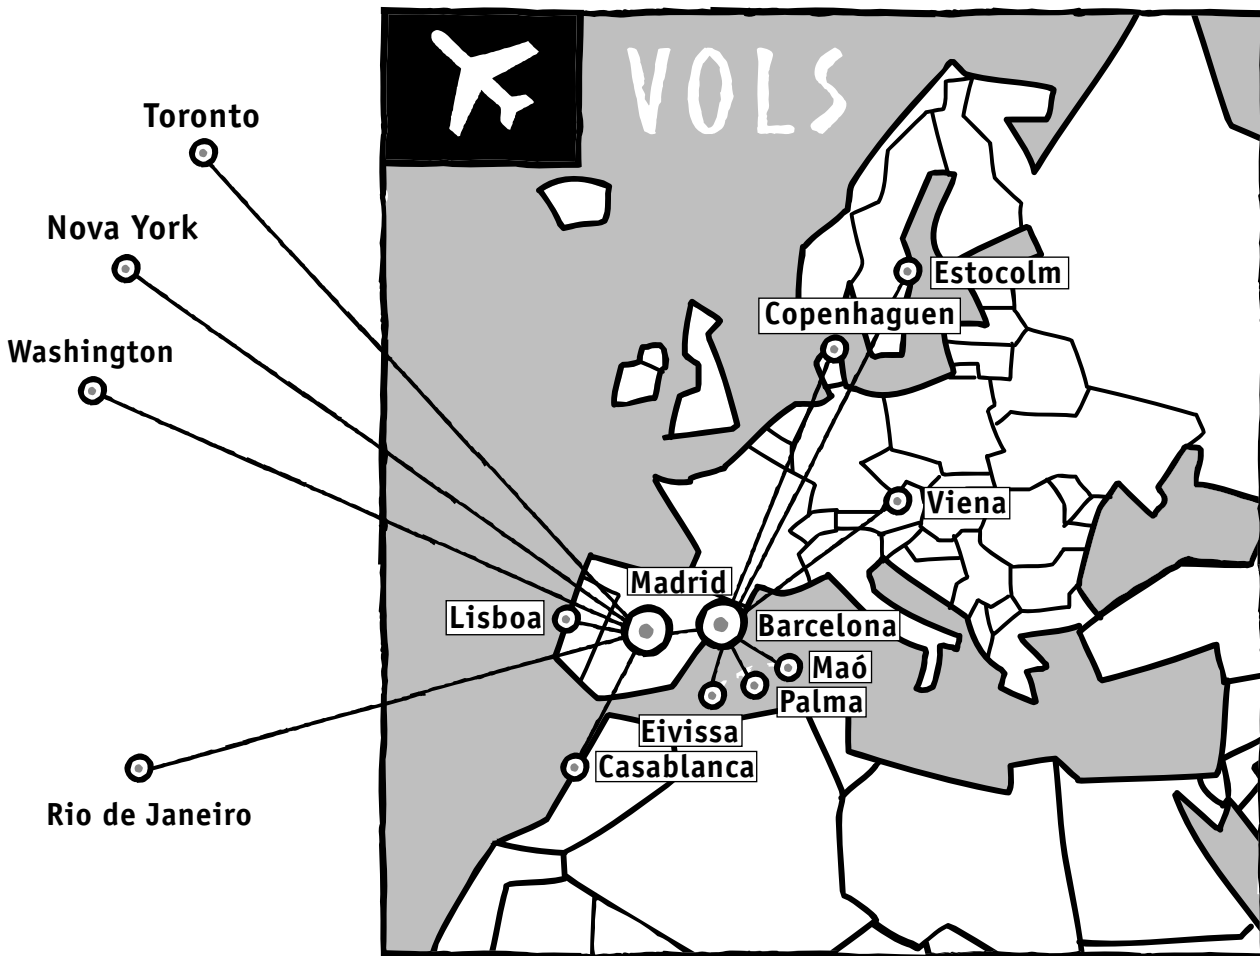 VOLS
Toronto
Nova York
Estocolm
Copenhaguen
Washington
Viena
Madrid
Lisboa
Barcelona
Maó
Palma
Eivissa
Casablanca
Rio de Janeiro